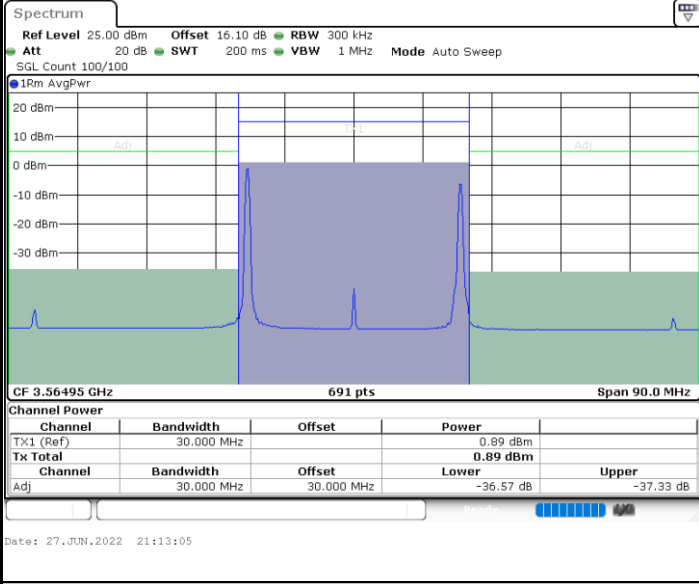 Spectrum
Ref Level 25.00 dBm Offset 16.10 dB RBW 300 kHz
Att 20 dB SWT 200 ms VBW 1 MHz Mode Auto Sweep
SGL Count 100/100
1Rm AvgPwr
20 dBm
TX1
10 dBm
Adj Adj
0 dBm
-10 dBm
-20 dBm
-30 dBm
CF 3.56495 GHz 691 pts Span 90.0 MHz
Channel Power
Channel Bandwidth Offset Power
TX1 (Ref) 30.000 MHz 0.89 dBm
Tx Total 0.89 dBm
Channel Bandwidth Offset Lower Upper
Adj 30.000 MHz 30.000 MHz -36.57 dB -37.33 dB
Ready
Date: 27.JUN.2022 21:13:05